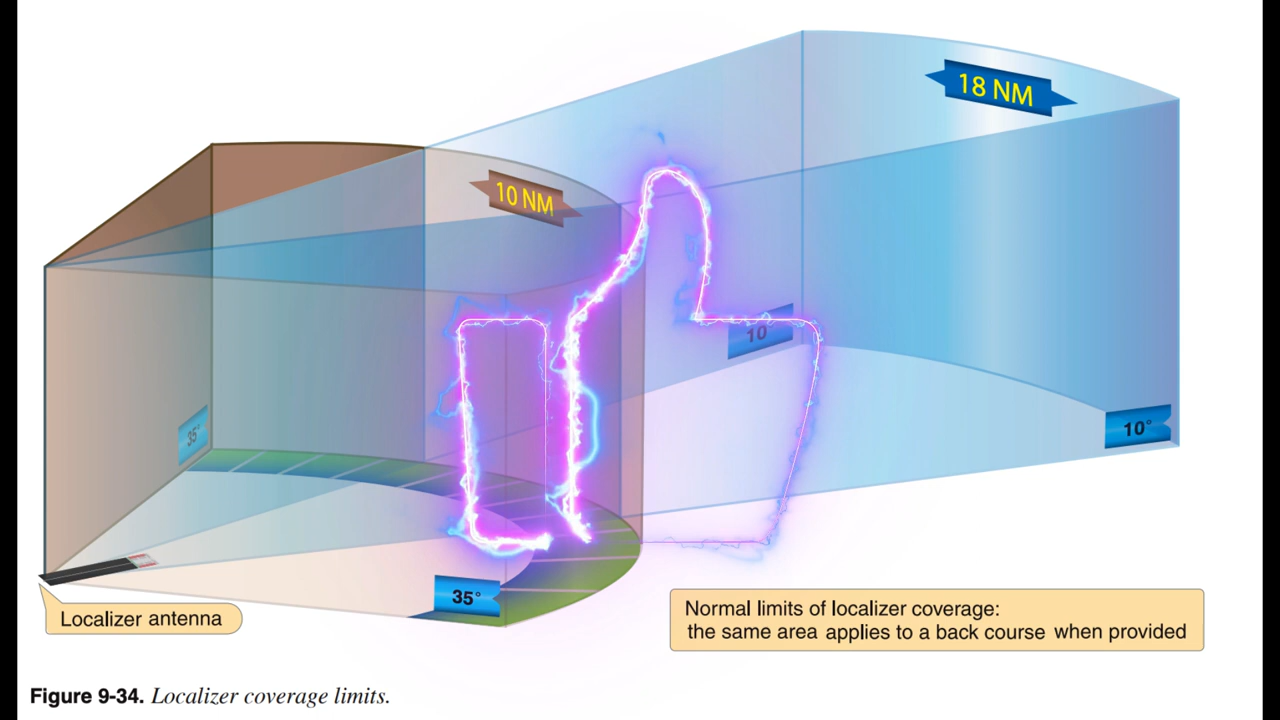 18 NM
10 NM
10°
35°
10°
35°
Localizer antenna
Normal limits of localizer coverage:
the same area applies to a back course when provided
Figure 9-34. Localizer coverage limits.